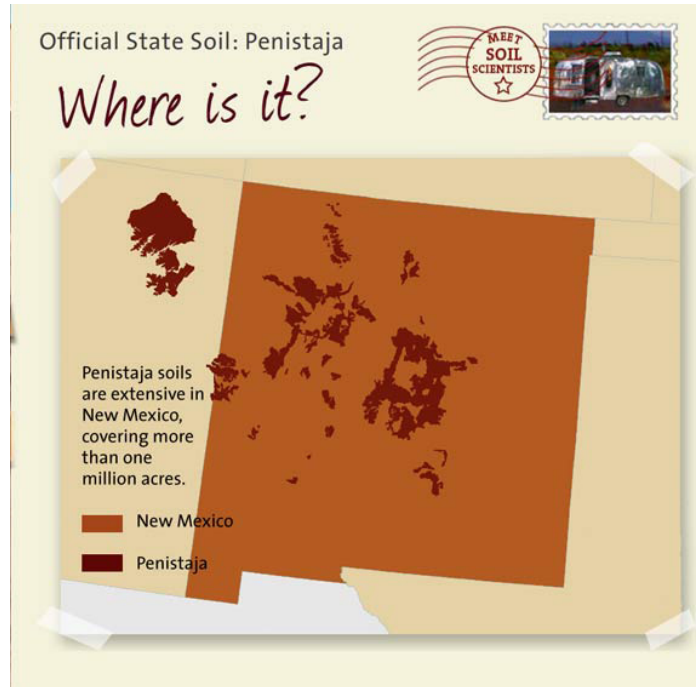 Official State Soil: Penistaja
Where is it?
MEET
SOIL
SCIENTISTS
Penistaja soils
are extensive in
New Mexico,
covering more
than one
million acres.
New Mexico
Penistaja